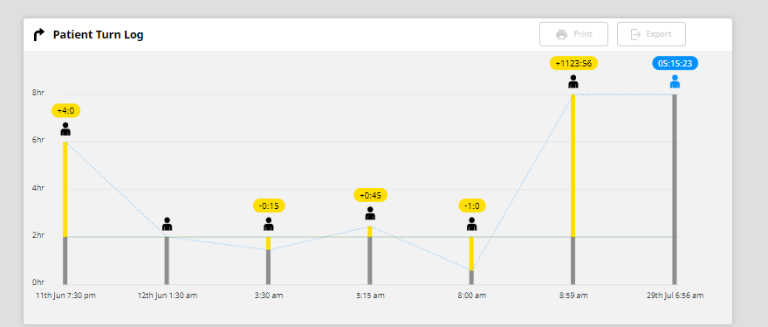 Patient Turn Log
Print
Export
+1123:56
05:15:23
8hr
+4:0
6hr
4hr
+0:45
-0:15
-1:0
2hr
0hr
11th Jun 7:30 pm
12th Jun 1:30 am
3:30 am
5:15 am
8:00 am
8:59 am
29th Jul 6:56 am